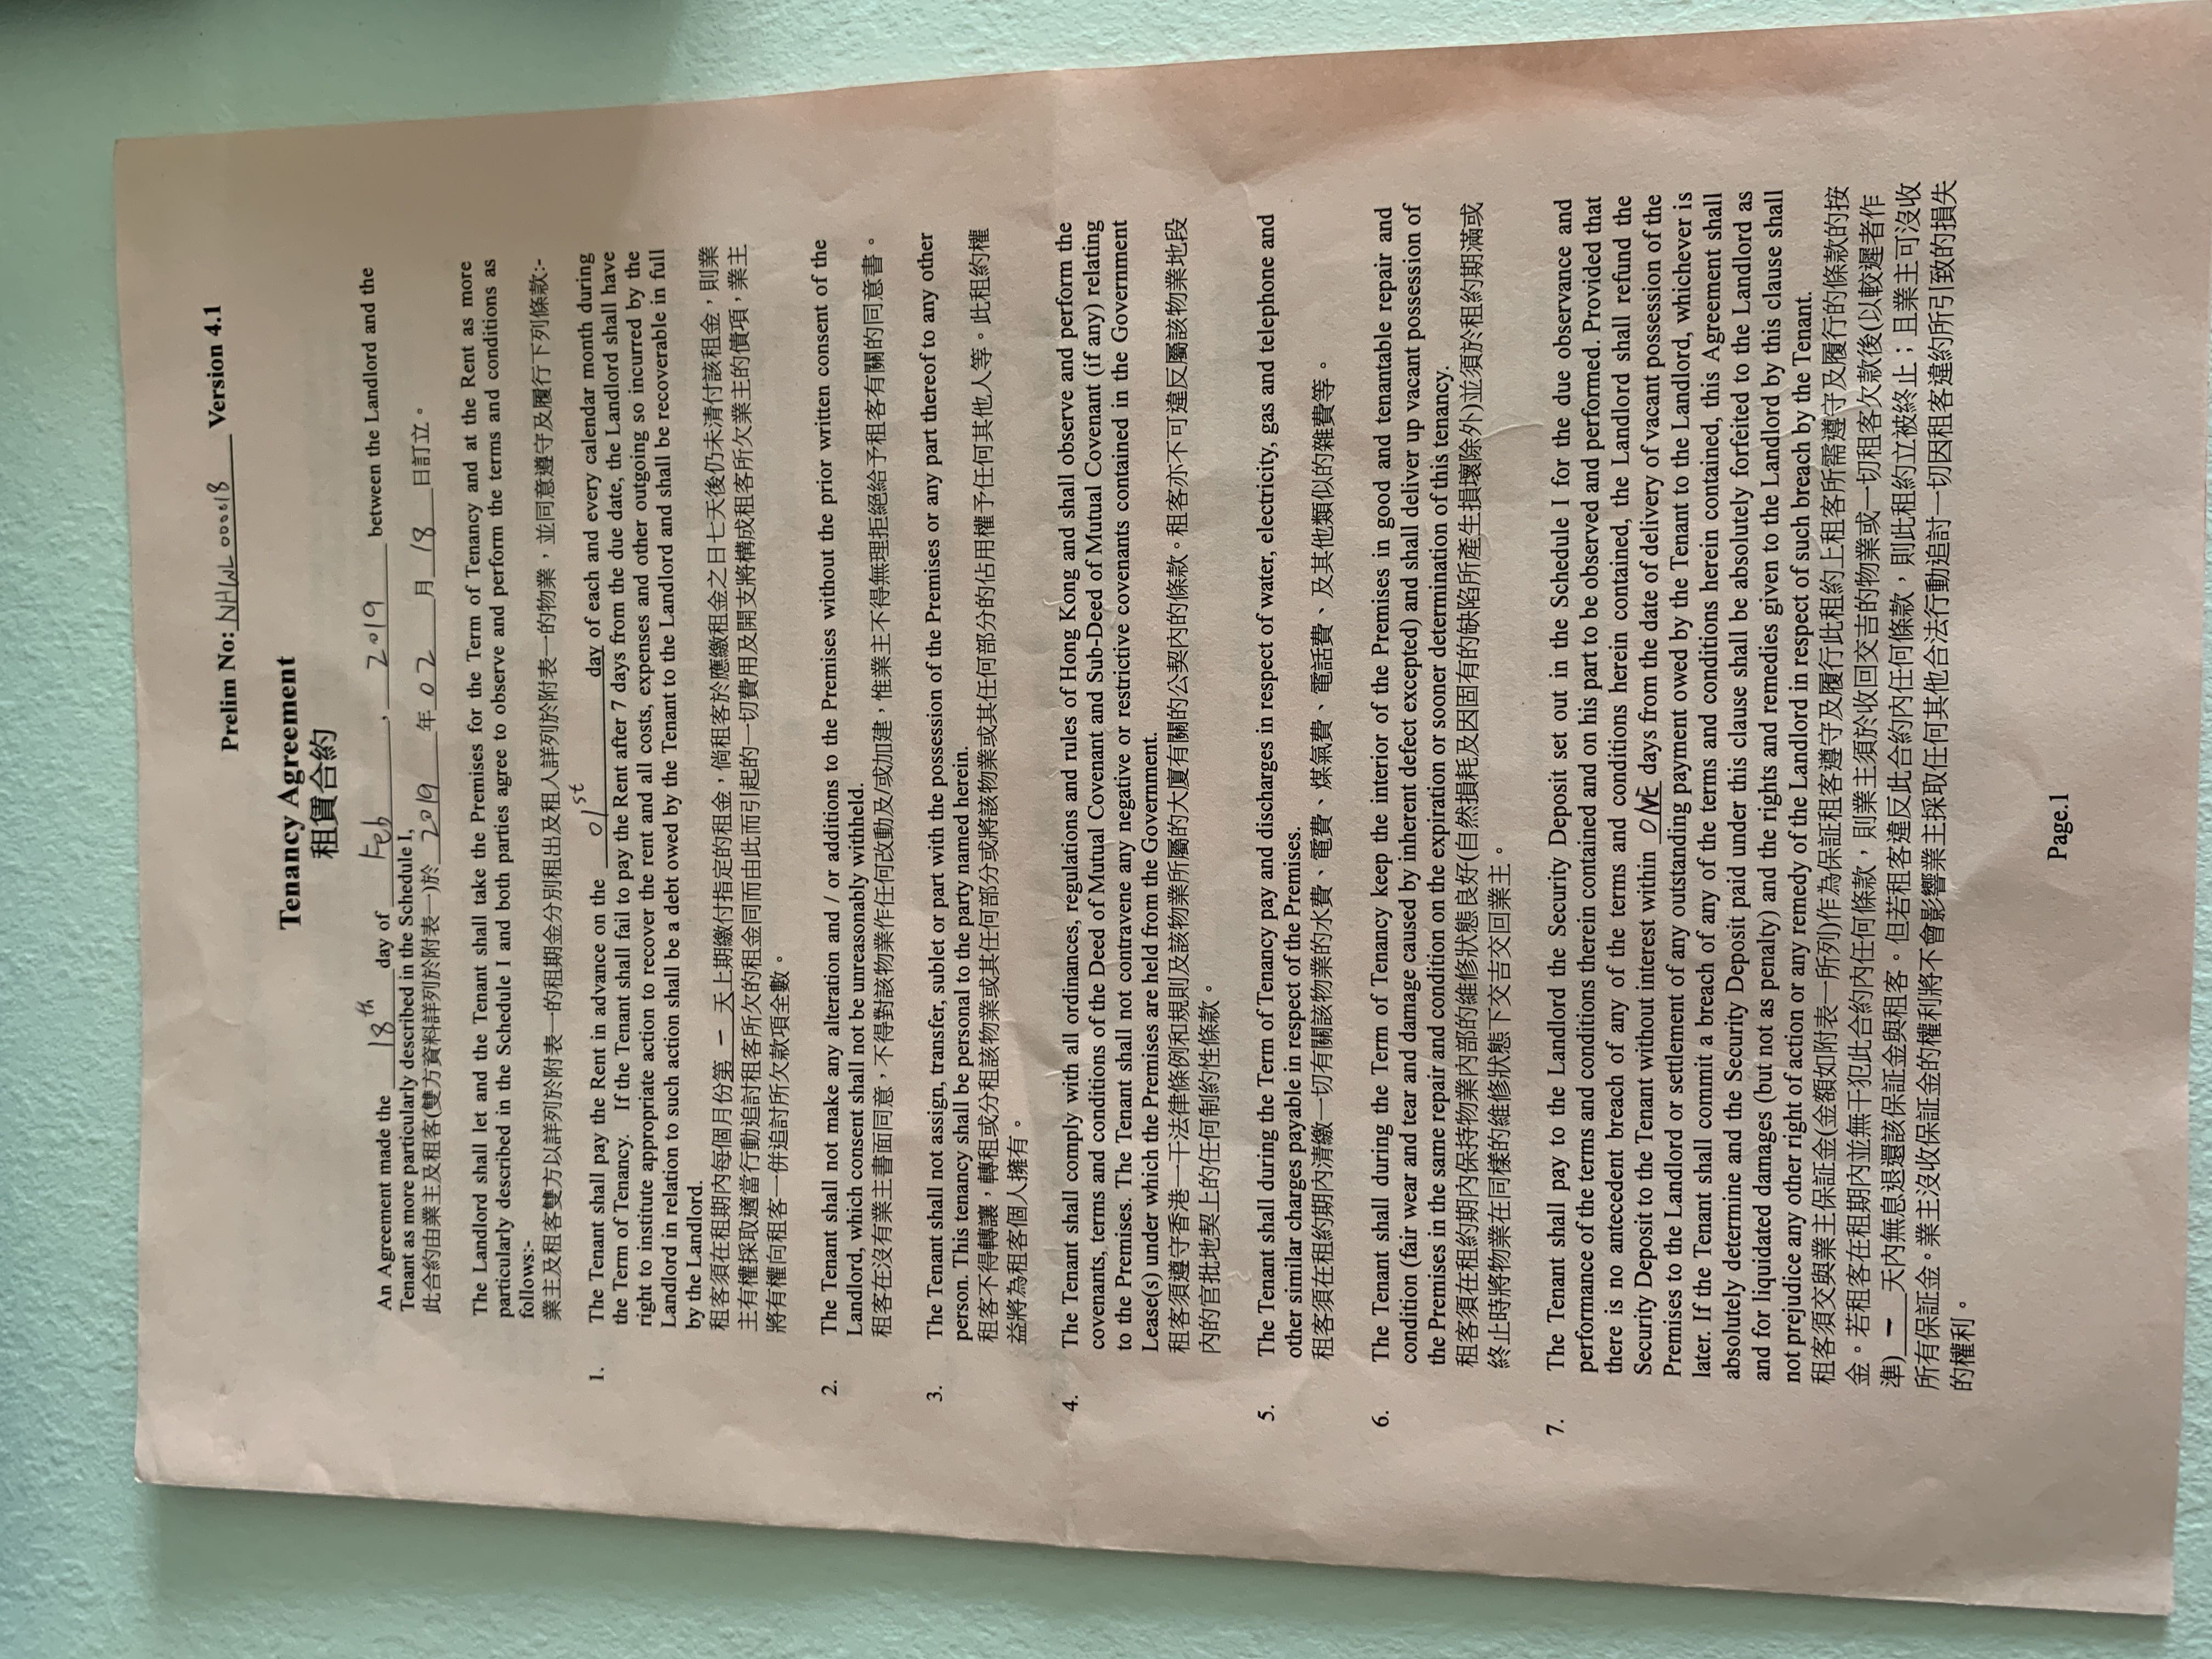 Prelim No: NHWL000618 Version 4.1
Tenancy Agreement
租賃合約
An Agreement made the 18th day of Feb, 2019 between the Landlord and the
Tenant as more particularly described in the Schedule I,
此合約由業主及租客(雙方資料詳列於附表一)於 2019 年 02 月 18 日訂立。
The Landlord shall let and the Tenant shall take the Premises for the Term of Tenancy and at the Rent as more
particularly described in the Schedule I and both parties agree to observe and perform the terms and conditions as
follows:-
業主及租客雙方以詳列於附表一的租期金分別租出及租入詳列於附表一的物業,並同意遵守及履行下列條款:-
1. The Tenant shall pay the Rent in advance on the 01st day of each and every calendar month during
the Term of Tenancy. If the Tenant shall fail to pay the Rent after 7 days from the due date, the Landlord shall have
right to institute appropriate action to recover the rent and all costs, expenses and other outgoing so incurred by the
Landlord in relation to such action shall be a debt owed by the Tenant to the Landlord and shall be recoverable in full
by the Landlord.
租客須在租期內每個月份第 一 天上期繳付指定的租金,倘租客於應繳租金之日七天後仍未清付該租金,則業
主有權採取適當行動追討租客所欠的租金同而由此而引起的一切費用及開支將構成租客所欠業主的債項,業主
將有權向租客一併追討所欠款項全數。
2. The Tenant shall not make any alteration and / or additions to the Premises without the prior written consent of the
Landlord, which consent shall not be unreasonably withheld.
租客在沒有業主書面同意,不得對該物業作任何改動及/或加建,惟業主不得無理拒絕給予租客有關的同意書。
3. The Tenant shall not assign, transfer, sublet or part with the possession of the Premises or any part thereof to any other
person. This tenancy shall be personal to the party named herein.
租客不得轉讓,轉租或分租該物業或其任何部分或將該物業或其任何部分的佔用權予任何其他人等。此租約權
益將為租客個人擁有。
4. The Tenant shall comply with all ordinances, regulations and rules of Hong Kong and shall observe and perform the
covenants, terms and conditions of the Deed of Mutual Covenant and Sub-Deed of Mutual Covenant (if any) relating
to the Premises. The Tenant shall not contravene any negative or restrictive covenants contained in the Government
Lease(s) under which the Premises are held from the Government.
租客須遵守香港一干法律條例和規則及該物業所屬的大廈有關的公契內的條款。租客亦不可違反屬該物業地段
內的官批地契上的任何制約性條款。
5. The Tenant shall during the Term of Tenancy pay and discharges in respect of water, electricity, gas and telephone and
other similar charges payable in respect of the Premises.
租客須在租約期內清繳一切有關該物業的水費、電費、煤氣費、電話費、及其他類似的雜費等。
6. The Tenant shall during the Term of Tenancy keep the interior of the Premises in good and tenantable repair and
condition (fair wear and tear and damage caused by inherent defect excepted) and shall deliver up vacant possession of
the Premises in the same repair and condition on the expiration or sooner determination of this tenancy.
租客須在租約期內保持物業內部的維修狀態良好(自然損耗及因固有的缺陷所產生損壞除外)並須於租約期滿或
終止時將物業在同樣的維修狀態下交吉交回業主。
7. The Tenant shall pay to the Landlord the Security Deposit set out in the Schedule I for the due observance and
performance of the terms and conditions therein contained and on his part to be observed and performed. Provided that
there is no antecedent breach of any of the terms and conditions herein contained, the Landlord shall refund the
Security Deposit to the Tenant without interest within ONE days from the date of delivery of vacant possession of the
Premises to the Landlord or settlement of any outstanding payment owed by the Tenant to the Landlord, whichever is
later. If the Tenant shall commit a breach of any of the terms and conditions herein contained, this Agreement shall
absolutely determine and the Security Deposit paid under this clause shall be absolutely forfeited to the Landlord as
and for liquidated damages (but not as penalty) and the rights and remedies given to the Landlord by this clause shall
not prejudice any other right of action or any remedy of the Landlord in respect of such breach by the Tenant.
租客須交與業主保証金(金額如附表一所列)作為保証租客遵守及履行此租約上租客所需遵守及履行的條款的按
金。若租客在租期內並無干犯此合約內任何條款,則業主須於收回交吉的物業或一切租客欠款後(以較遲者作
準) 一 天內無息退還該保証金與租客。但若租客違反此合約內任何條款,則此租約立被終止;且業主可沒收
所有保証金。業主沒收保証金的權利將不會影響業主採取任何其他合法行動追討一切因租客違約所引致的損失
的權利。
Page.1